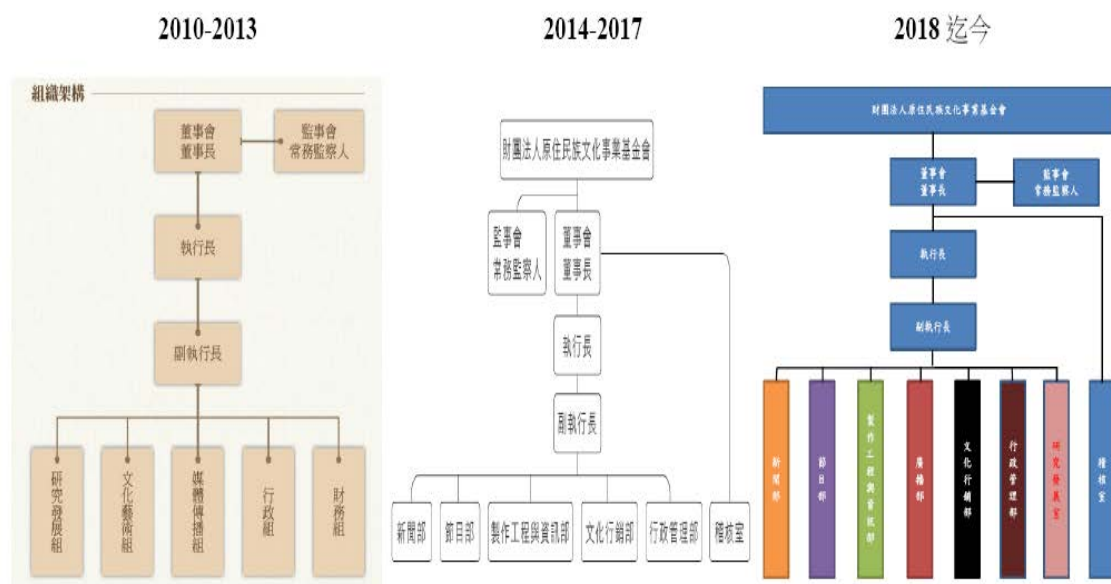 2010-2013
2014-2017
2018 迄今
組織架構
董事會
董事長
監事會
常務監察人
執行長
副執行長
研究發展組
文化藝術組
媒體傳播組
行政組
財務組
財團法人原住民族文化事業基金會
監事會
常務監察人
董事會
董事長
執行長
副執行長
新聞部
節目部
製作工程與資訊部
文化行銷部
行政管理部
稽核室
財團法人原住民族文化事業基金會
董事會
董事長
監事會
常務監察人
執行長
副執行長
新聞部
節目部
製作工程與資訊部
廣播部
文化行銷部
行政管理部
研究發展室
稽核室